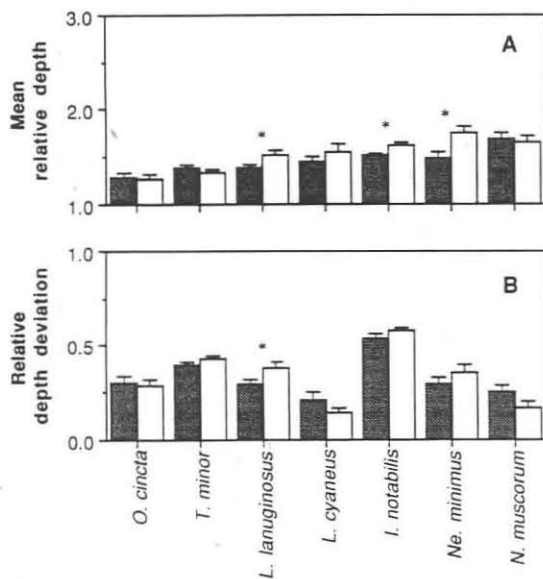 3.0
A
Mean
relative depth
2.0
*
*
*
1.0
1.0
B
Relative
depth deviation
0.5
*
0.0
O. cincta
T. minor
L. lanuginosus
L. cyaneus
I. notabilis
Ne. minimus
N. muscorum